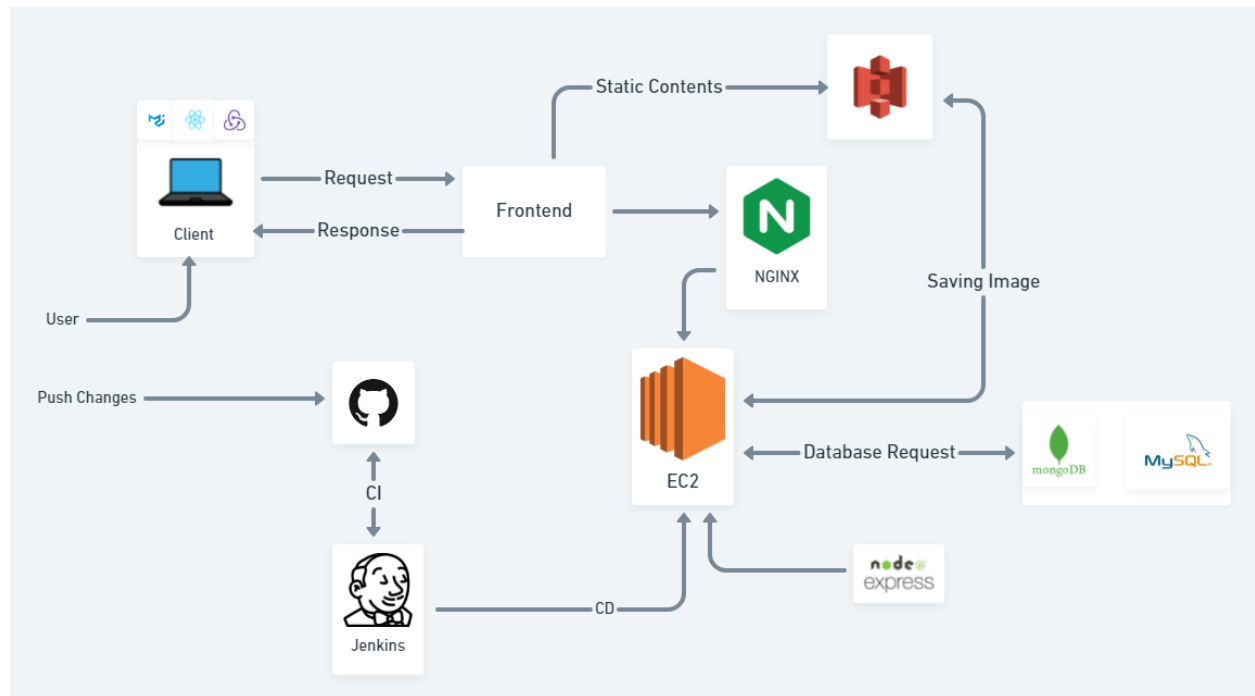 Static Contents
Request
Response
Frontend
Client
NGINX
User
Saving Image
Push Changes
EC2
Database Request
mongoDB
MySQL
CI
node
express
CD
Jenkins